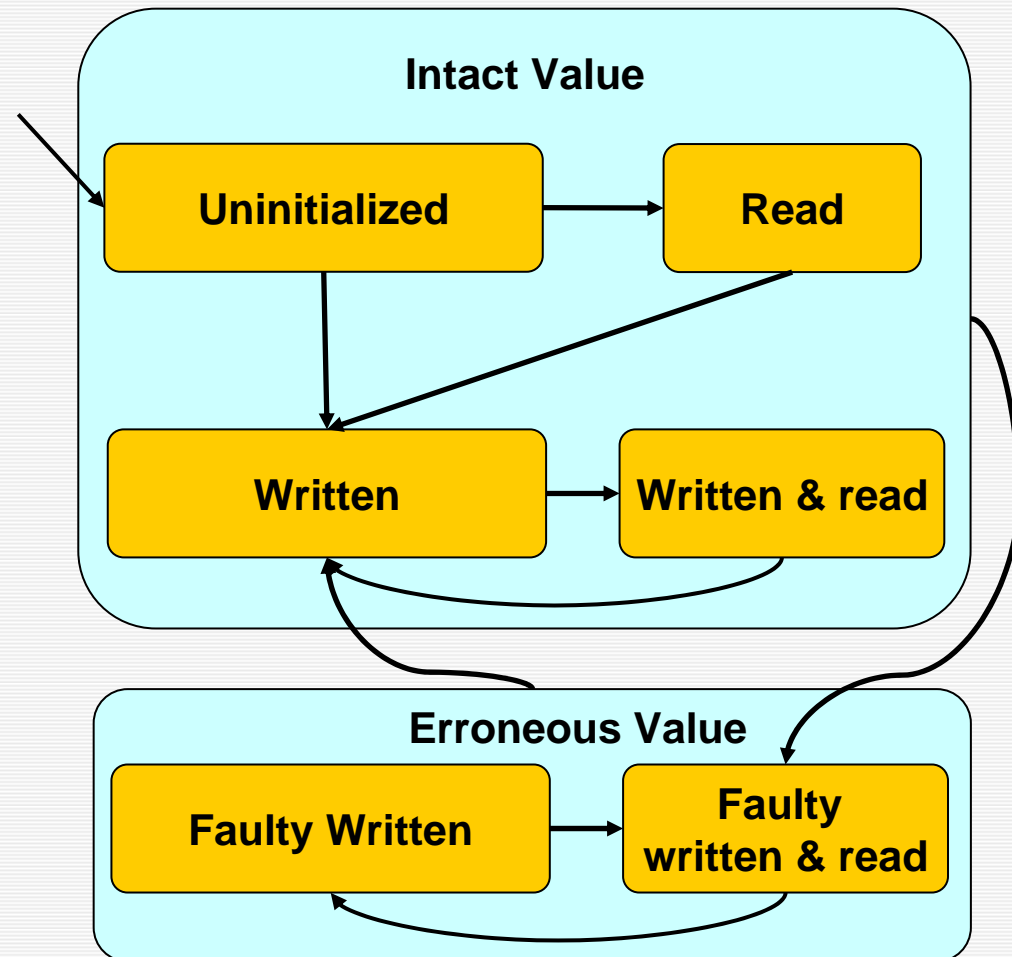 Intact Value
Uninitialized
Read
Written
Written & read
Erroneous Value
Faulty Written
Faulty
written & read